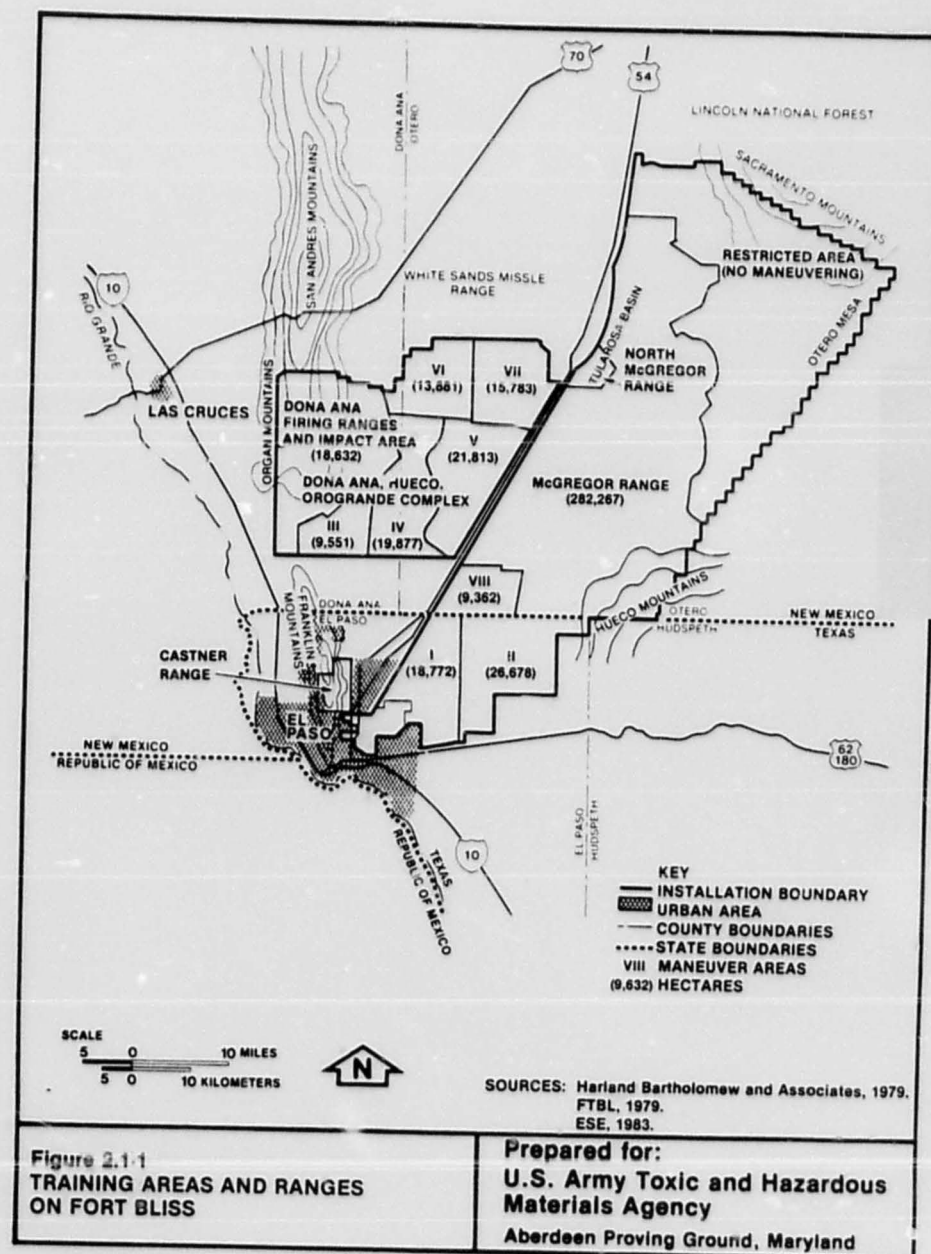 70
54
LINCOLN NATIONAL FOREST
DONA ANA
OTERO
SACRAMENTO MOUNTAINS
SAN ANDRES MOUNTAINS
RESTRICTED AREA
(NO MANEUVERING)
10
RIO GRANDE
WHITE SANDS MISSLE
RANGE
TULAROSA BASIN
OTERO MESA
NORTH
McGREGOR
RANGE
VI
(13,881)
VII
(15,783)
LAS CRUCES
ORGAN MOUNTAINS
DONA ANA
FIRING RANGES
AND IMPACT AREA
(18,632)
V
(21,813)
DONA ANA, HUECO,
OROGRANDE COMPLEX
McGREGOR RANGE
(282,267)
III
(9,551)
IV
(19,877)
VIII
(9,362)
FRANKLIN
MOUNTAINS
DONA ANA
EL PASO
HUECO MOUNTAINS
OTERO
HUDSPETH
NEW MEXICO
TEXAS
CASTNER
RANGE
I
(18,772)
II
(26,678)
EL
PASO
NEW MEXICO
REPUBLIC OF MEXICO
62
180
EL PASO
HUDSPETH
10
TEXAS
REPUBLIC OF MEXICO
KEY
INSTALLATION BOUNDARY
URBAN AREA
COUNTY BOUNDARIES
STATE BOUNDARIES
VIII MANEUVER AREAS
(9,632) HECTARES
SCALE
5 0 10 MILES
5 0 10 KILOMETERS
N
SOURCES: Harland Bartholomew and Associates, 1979.
FTBL, 1979.
ESE, 1983.
Figure 2.1-1
TRAINING AREAS AND RANGES
ON FORT BLISS
Prepared for:
U.S. Army Toxic and Hazardous
Materials Agency
Aberdeen Proving Ground, Maryland